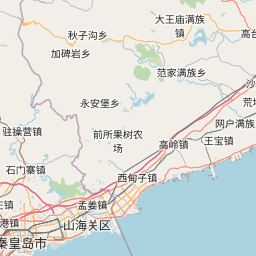 大王庙满族
镇
秋子沟乡
高台
加碑岩乡
范家满族乡
沙
永安堡乡
荒地
驻操营镇
前所果树农
场
网户满族
高岭镇
王宝镇
石门寨镇
西甸子镇
孟姜镇
港镇
山海关区
秦皇岛市